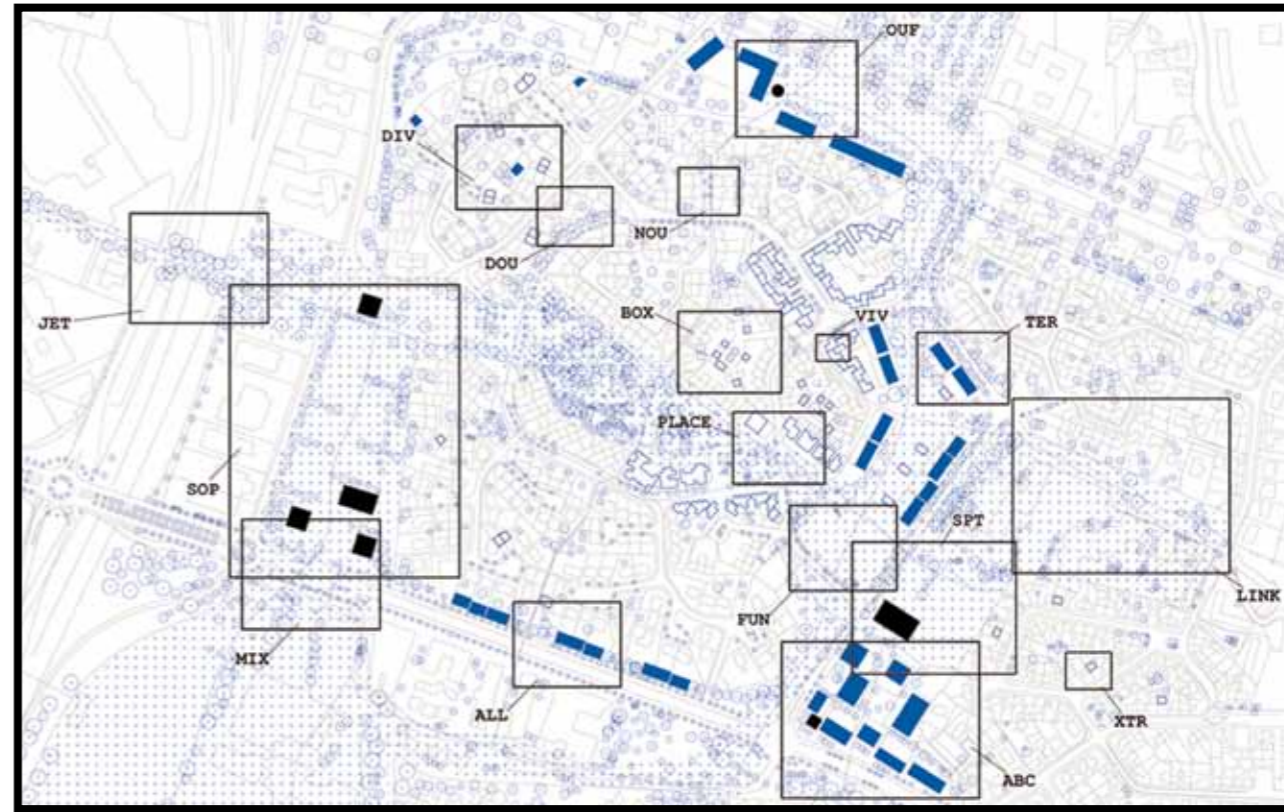 OUF
DIV
NOU
DOU
BOX
VIV
TER
JET
PLACE
SOP
SPT
LINK
FUN
MIX
ALL
XTR
ABC